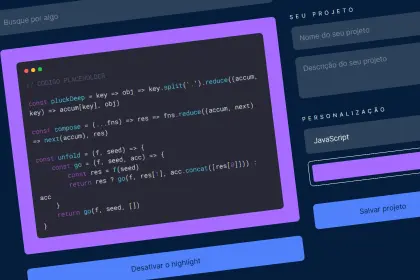 Busque por algo
// CODIGO PLACEHOLDER
const pluckDeep = key => obj => key.split('.').reduce((accum,
key) => accum[key], obj)
const compose = (...fns) => res => fns.reduce((accum, next)
=> next(accum), res)
const unfold = (f, seed) => {
const go = (f, seed, acc) => {
const res = f(seed)
return res ? go(f, res[1], acc.concat([res[0]])) :
acc
}
return go(f, seed, [])
}
Desativar o highlight
SEU PROJETO
Nome do seu projeto
Descrição do seu projeto
PERSONALIZAÇÃO
JavaScript
Salvar projeto